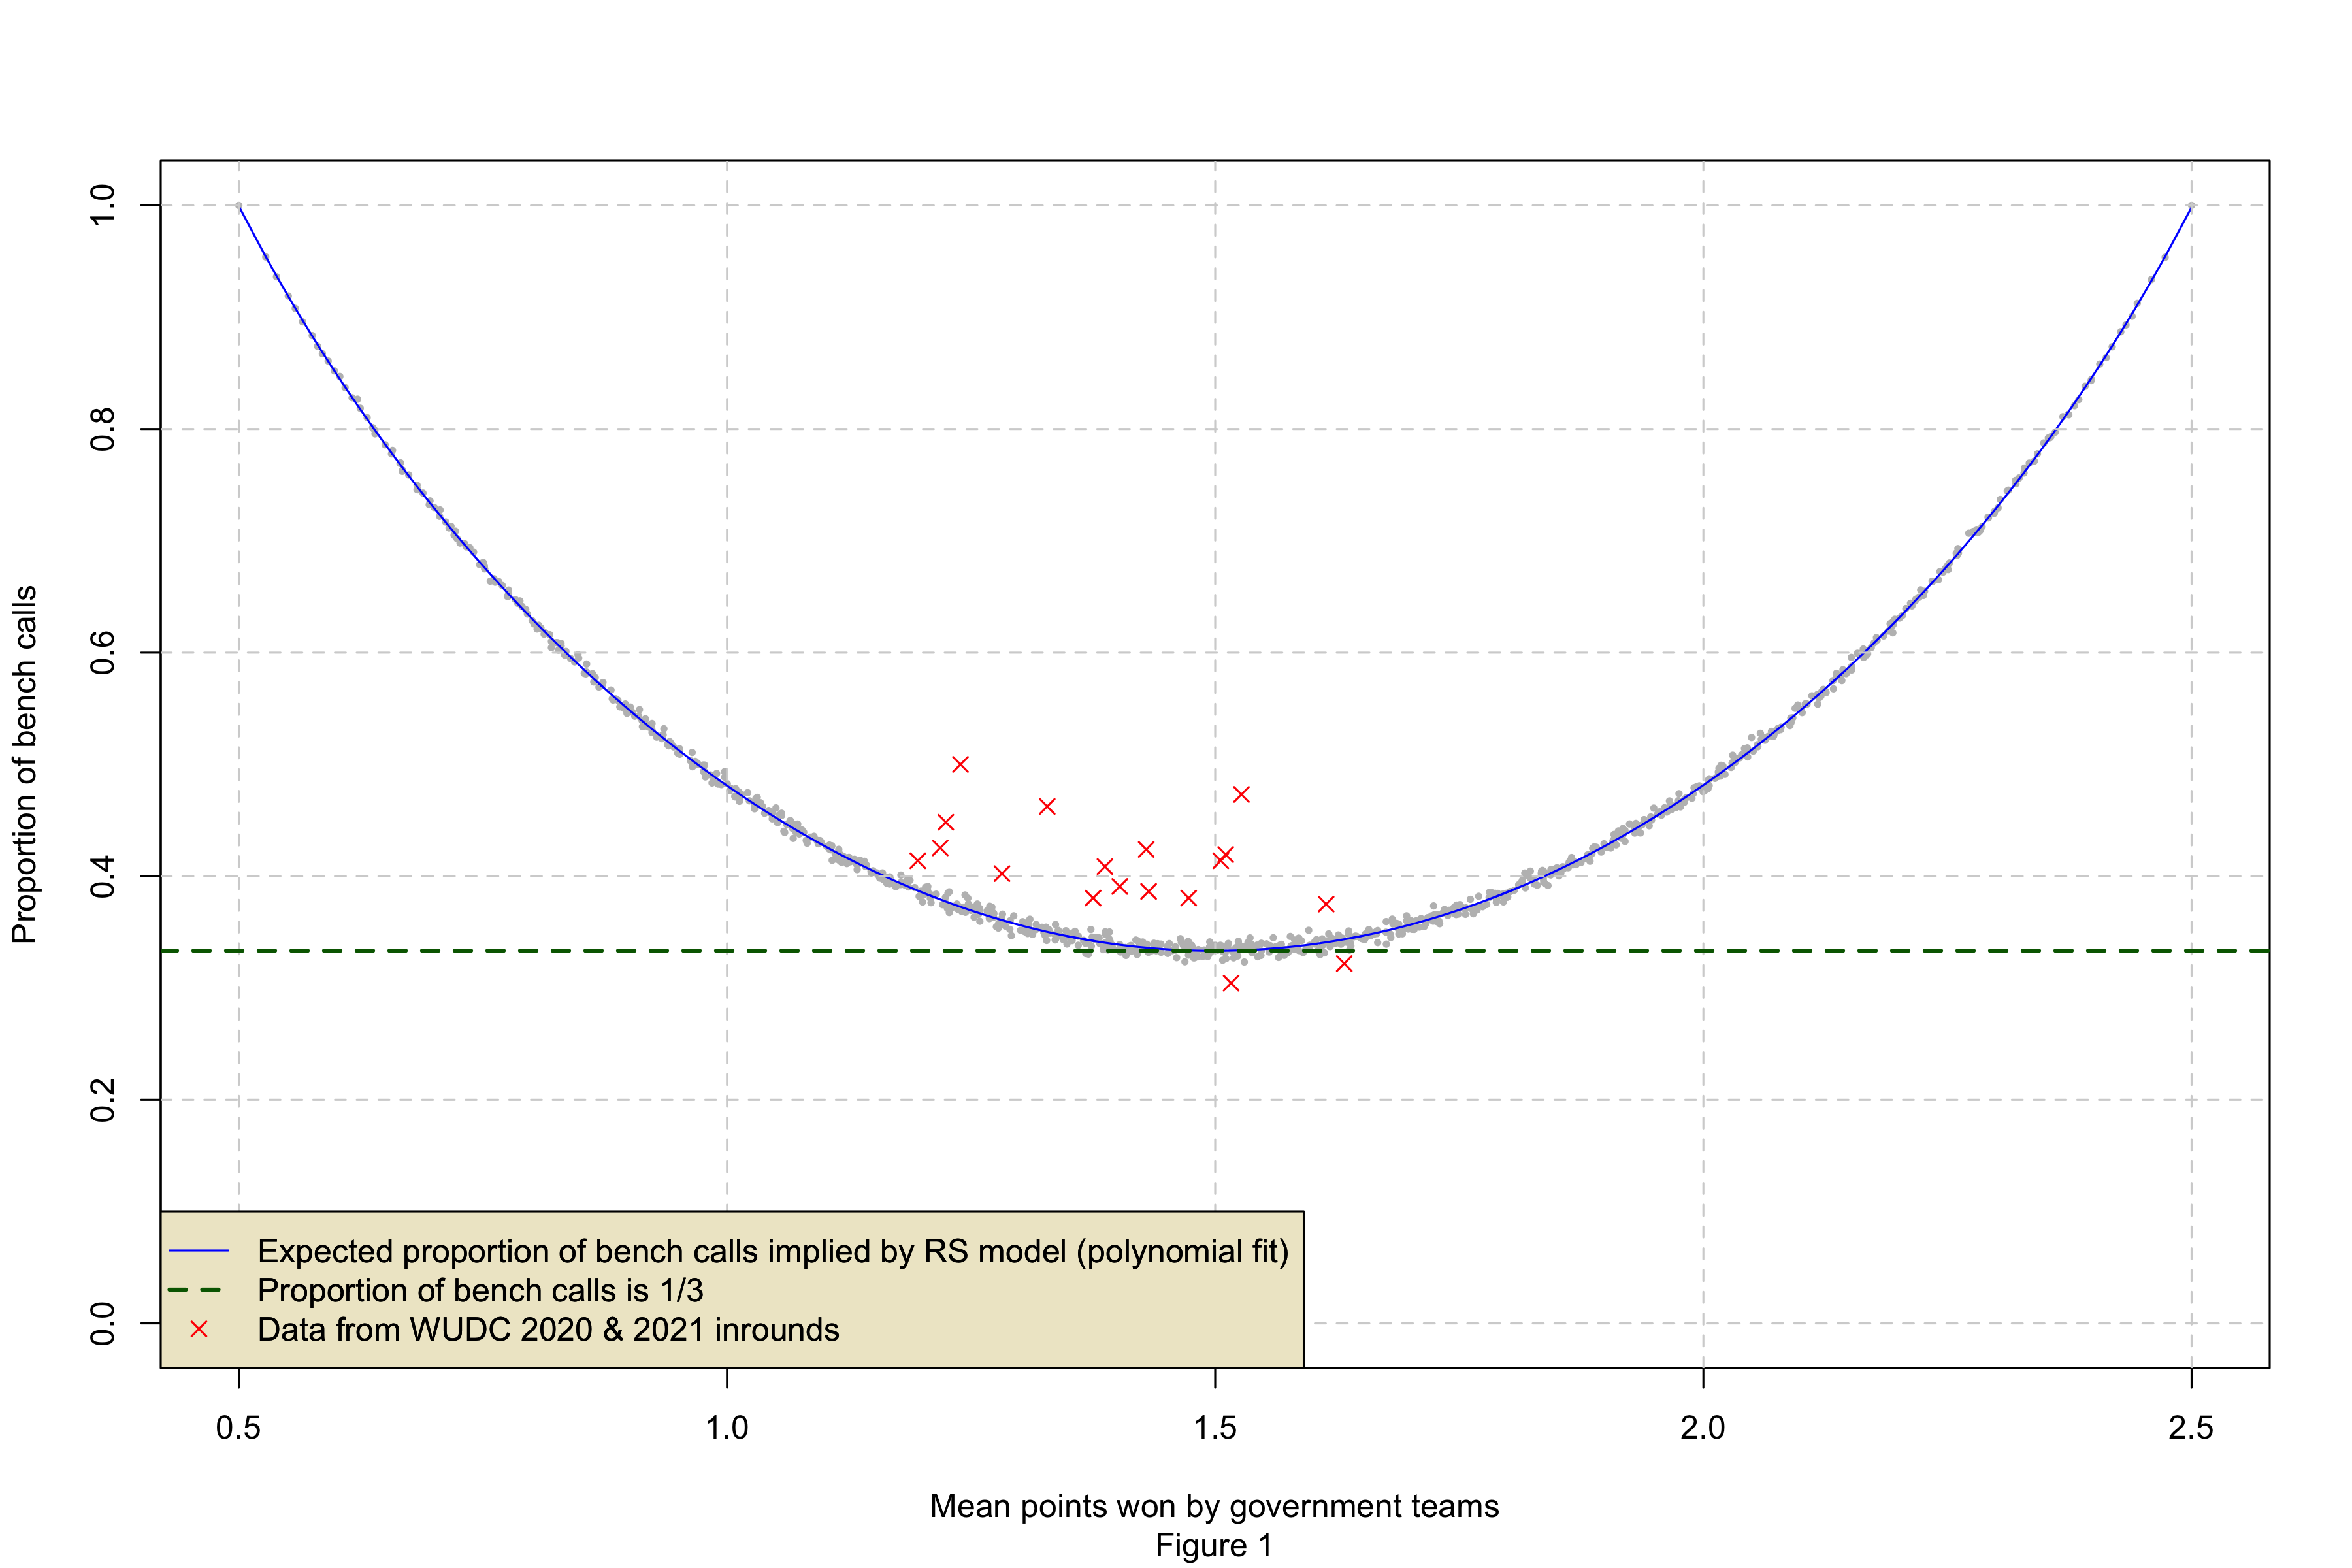 1.0
0.8
0.6
0.4
0.2
0.0
Proportion of bench calls
Expected proportion of bench calls implied by RS model (polynomial fit)
Proportion of bench calls is 1/3
Data from WUDC 2020 & 2021 inrounds
0.5 1.0 1.5 2.0 2.5
Mean points won by government teams
Figure 1